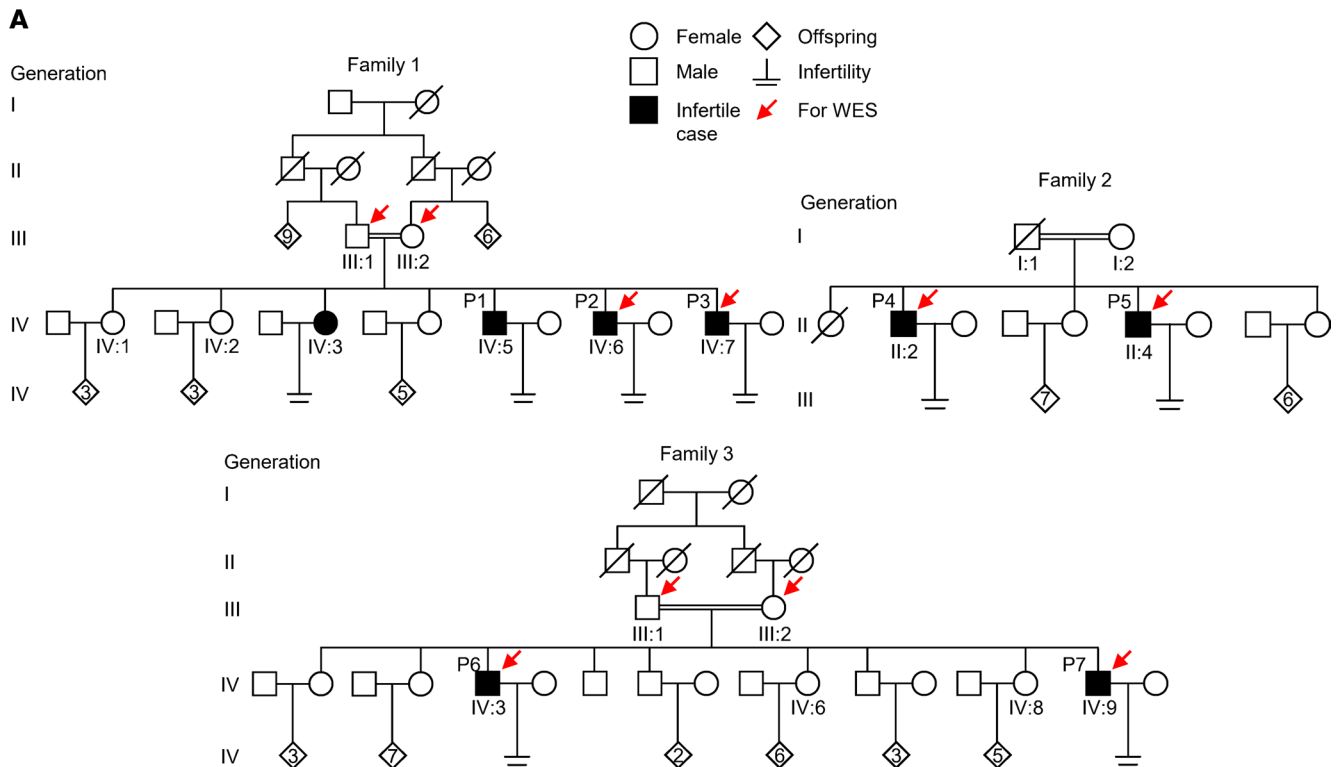 A
Female
Offspring
Male
Infertility
Infertile case
For WES
Generation
Family 1
I
II
9
6
III
III:1
III:2
P1
P2
P3
IV
IV:1
IV:2
IV:3
IV:5
IV:6
IV:7
IV
3
3
5
Family 2
Generation
I
I:1
I:2
P4
P5
II
II:2
II:4
III
7
6
Family 3
Generation
I
II
III
III:1
III:2
P6
P7
IV
IV:3
IV:6
IV:8
IV:9
IV
3
7
2
6
3
5